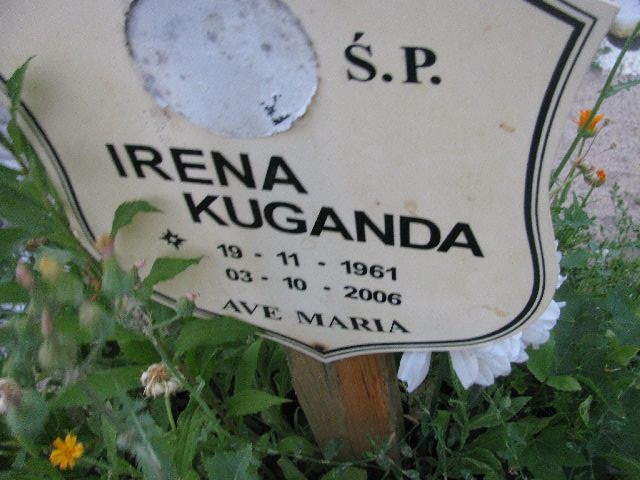 Ś.P.
IRENA
KUGANDA
19 - 11 - 1961
03 - 10 - 2006
AVE MARIA